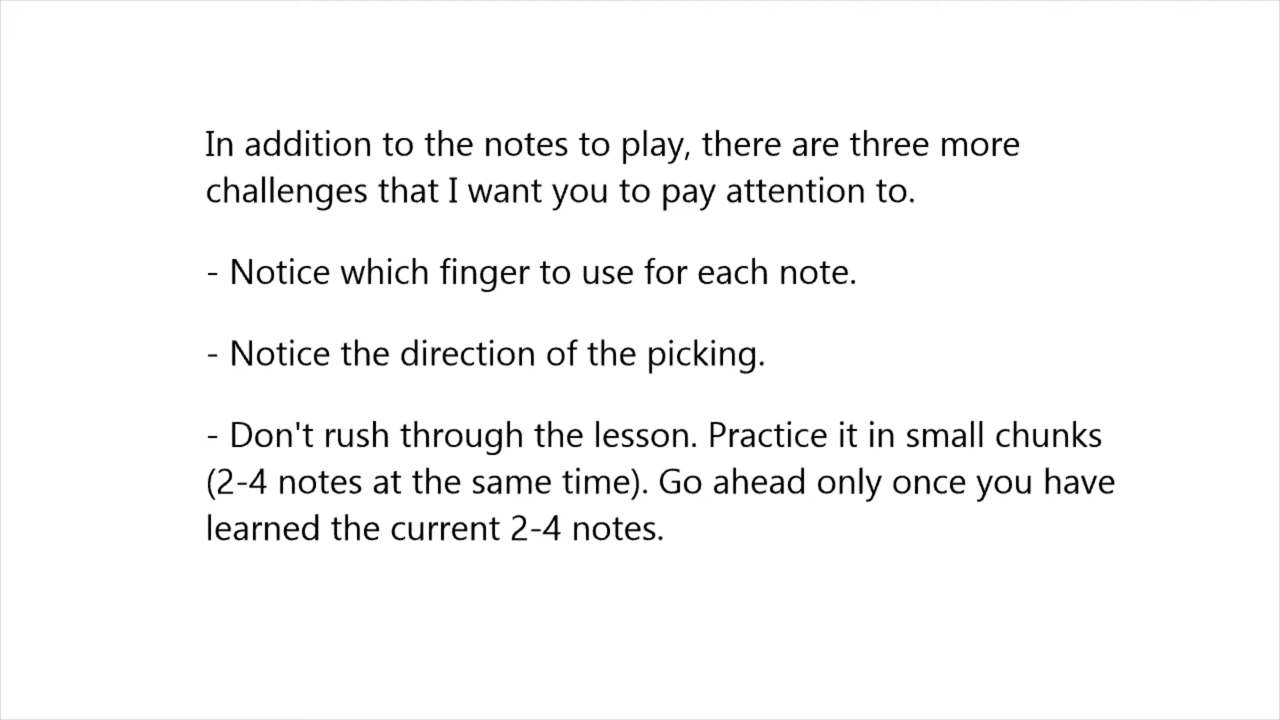 In addition to the notes to play, there are three more
challenges that I want you to pay attention to.
- Notice which finger to use for each note.
- Notice the direction of the picking.
- Don't rush through the lesson. Practice it in small chunks
(2-4 notes at the same time). Go ahead only once you have
learned the current 2-4 notes.